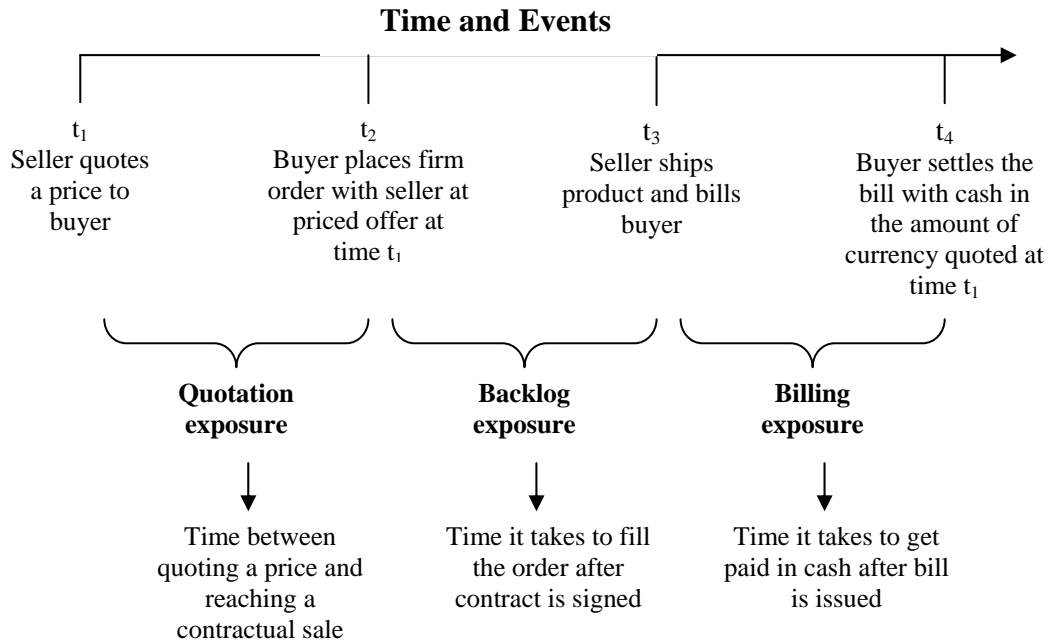 Time and Events
t₁
Seller quotes
a price to
buyer
t₂
Buyer places firm
order with seller at
priced offer at
time t₁
t₃
Seller ships
product and bills
buyer
t₄
Buyer settles the
bill with cash in
the amount of
currency quoted at
time t₁
Quotation
exposure
Backlog
exposure
Billing
exposure
Time between
quoting a price and
reaching a
contractual sale
Time it takes to fill
the order after
contract is signed
Time it takes to get
paid in cash after bill
is issued